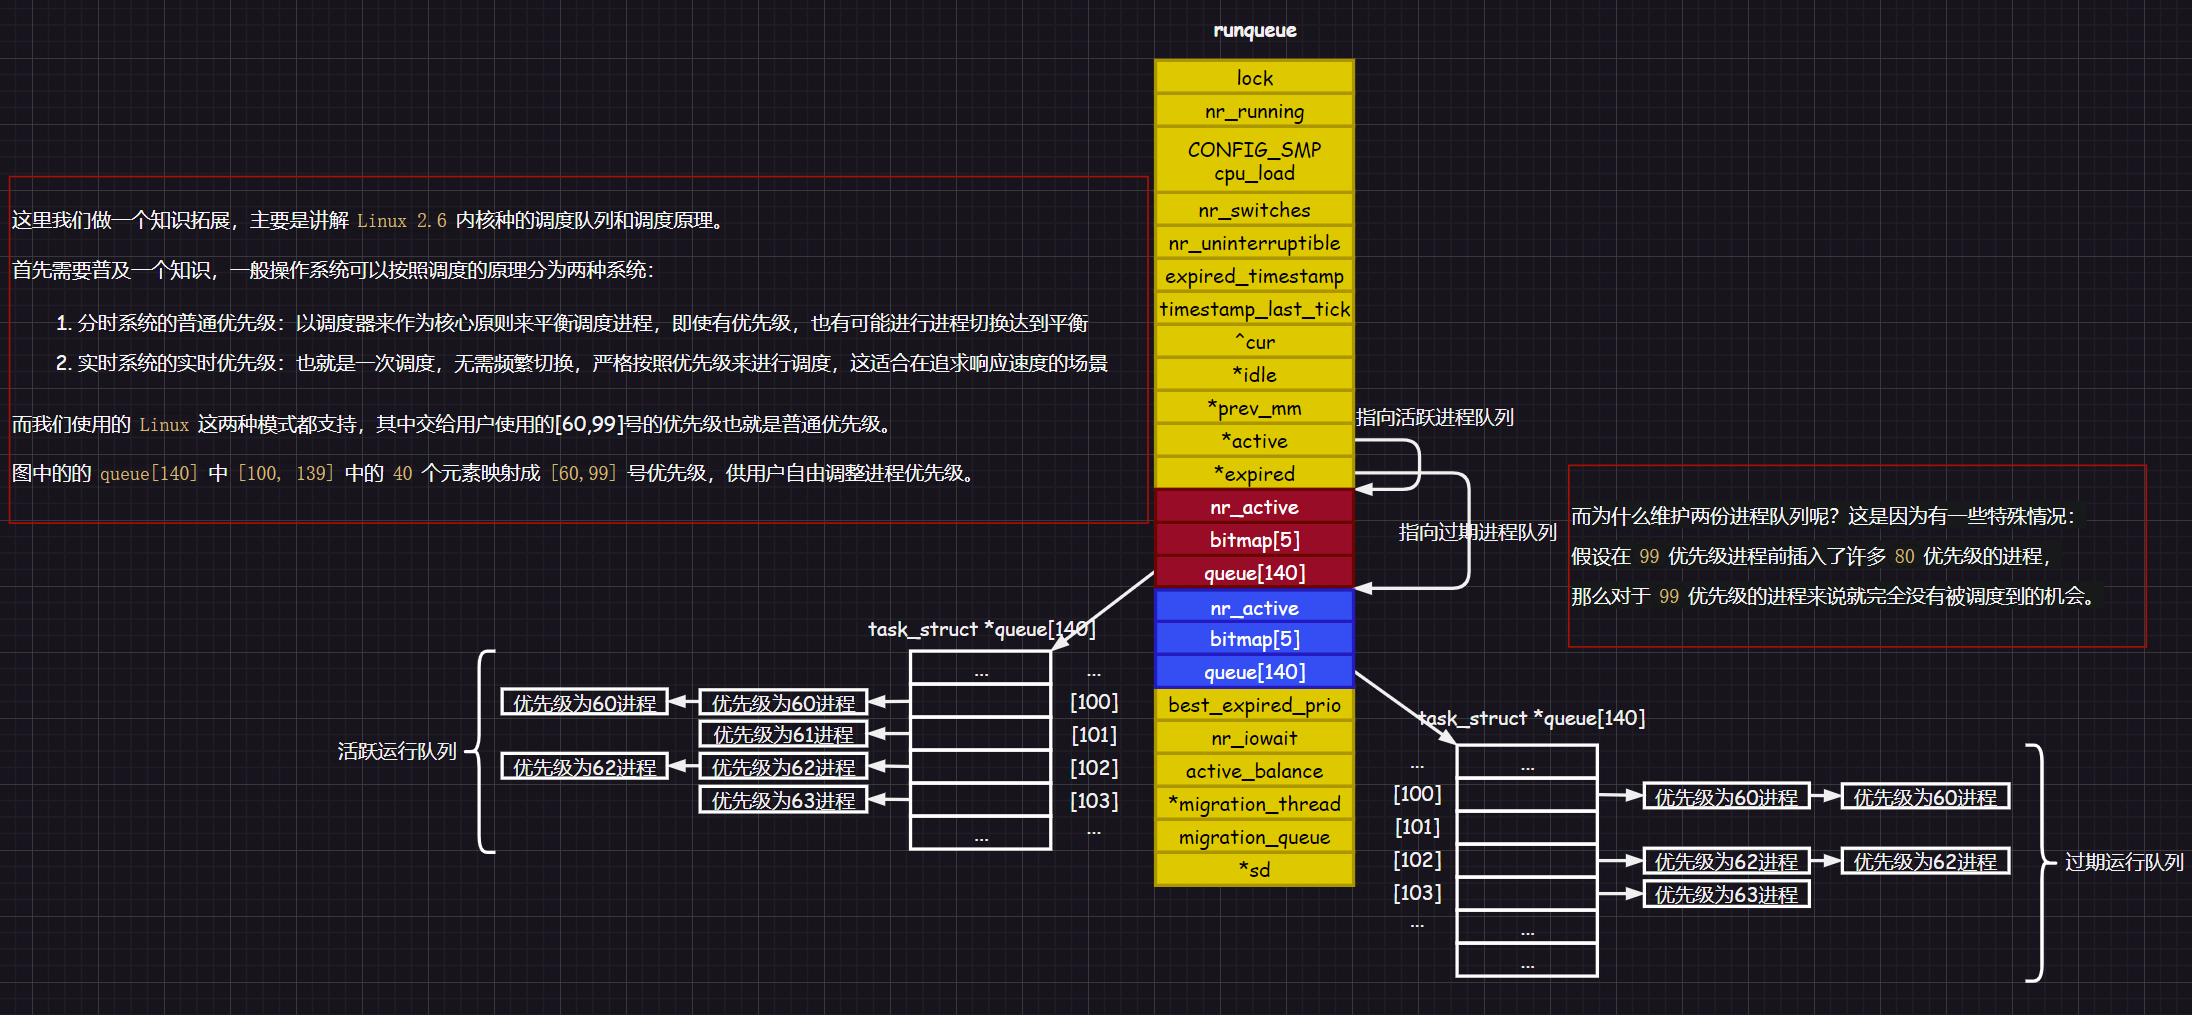 runqueue
lock
nr_running
CONFIG_SMP
cpu_load
nr_switches
nr_uninterruptible
expired_timestamp
timestamp_last_tick
^cur
*idle
*prev_mm
*active
*expired
nr_active
bitmap[5]
queue[140]
nr_active
bitmap[5]
queue[140]
best_expired_prio
nr_iowait
active_balance
*migration_thread
migration_queue
*sd
这里我们做一个知识拓展，主要是讲解 Linux 2.6 内核种的调度队列和调度原理。
首先需要普及一个知识，一般操作系统可以按照调度的原理分为两种系统：
1. 分时系统的普通优先级：以调度器来作为核心原则来平衡调度进程，即使有优先级，也有可能进行进程切换达到平衡
2. 实时系统的实时优先级：也就是一次调度，无需频繁切换，严格按照优先级来进行调度，这适合在追求响应速度的场景
而我们使用的 Linux 这两种模式都支持，其中交给用户使用的[60,99]号的优先级也就是普通优先级。
图中的的 queue[140] 中 [100, 139] 中的 40 个元素映射成 [60,99] 号优先级，供用户自由调整进程优先级。
指向活跃进程队列
指向过期进程队列
而为什么维护两份进程队列呢？这是因为有一些特殊情况：
假设在 99 优先级进程前插入了许多 80 优先级的进程，
那么对于 99 优先级的进程来说就完全没有被调度到的机会。
task_struct *queue[140]
... ...
优先级为60进程 优先级为60进程 [100]
优先级为61进程 [101]
优先级为62进程 优先级为62进程 [102]
优先级为63进程 [103]
... ...
活跃运行队列
task_struct *queue[140]
... ...
[100] 优先级为60进程 优先级为60进程
[101]
[102] 优先级为62进程 优先级为62进程
[103] 优先级为63进程
... ...
...
过期运行队列